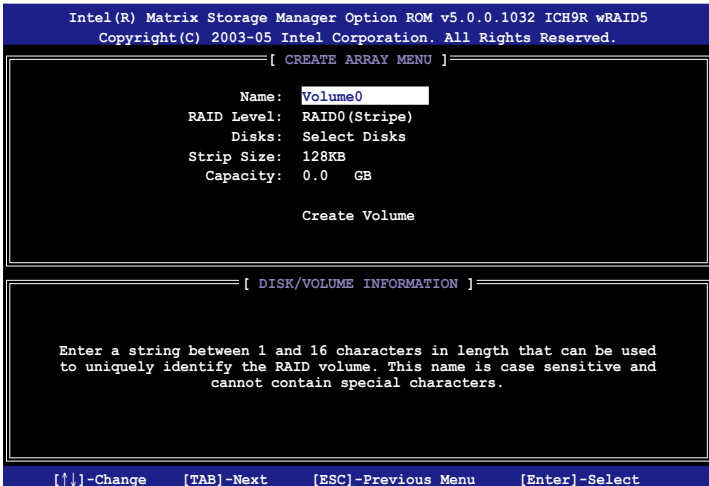 Intel(R) Matrix Storage Manager Option ROM v5.0.0.1032 ICH9R wRAID5
Copyright(C) 2003-05 Intel Corporation. All Rights Reserved.
[ CREATE ARRAY MENU ]
Name: Volume0
RAID Level: RAID0(Stripe)
Disks: Select Disks
Strip Size: 128KB
Capacity: 0.0 GB
Create Volume
[ DISK/VOLUME INFORMATION ]
Enter a string between 1 and 16 characters in length that can be used
to uniquely identify the RAID volume. This name is case sensitive and
cannot contain special characters.
[↑↓]-Change [TAB]-Next [ESC]-Previous Menu [Enter]-Select